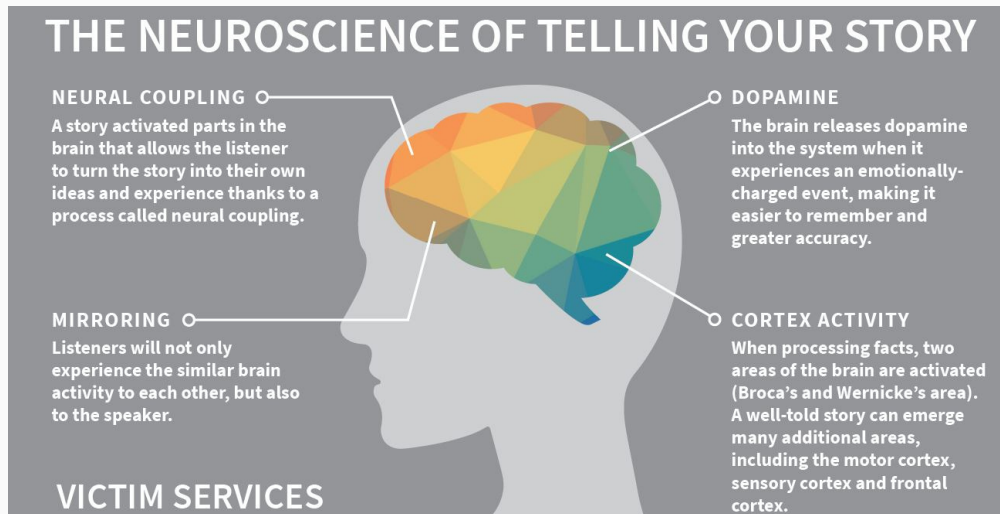 THE NEUROSCIENCE OF TELLING YOUR STORY
NEURAL COUPLING
A story activated parts in the
brain that allows the listener
to turn the story into their own
ideas and experience thanks to a
process called neural coupling.
MIRRORING
Listeners will not only
experience the similar brain
activity to each other, but also
to the speaker.
DOPAMINE
The brain releases dopamine
into the system when it
experiences an emotionally-
charged event, making it
easier to remember and
greater accuracy.
CORTEX ACTIVITY
When processing facts, two
areas of the brain are activated
(Broca's and Wernicke's area).
A well-told story can emerge
many additional areas,
including the motor cortex,
sensory cortex and frontal
cortex.
VICTIM SERVICES